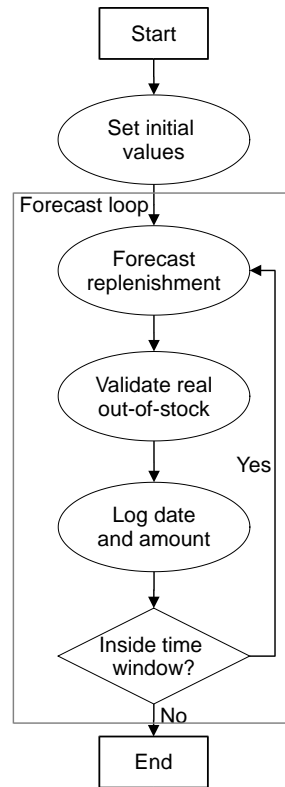 Start
Set initial
values
Forecast loop
Forecast
replenishment
Validate real
out-of-stock
Yes
Log date
and amount
Inside time
window?
No
End